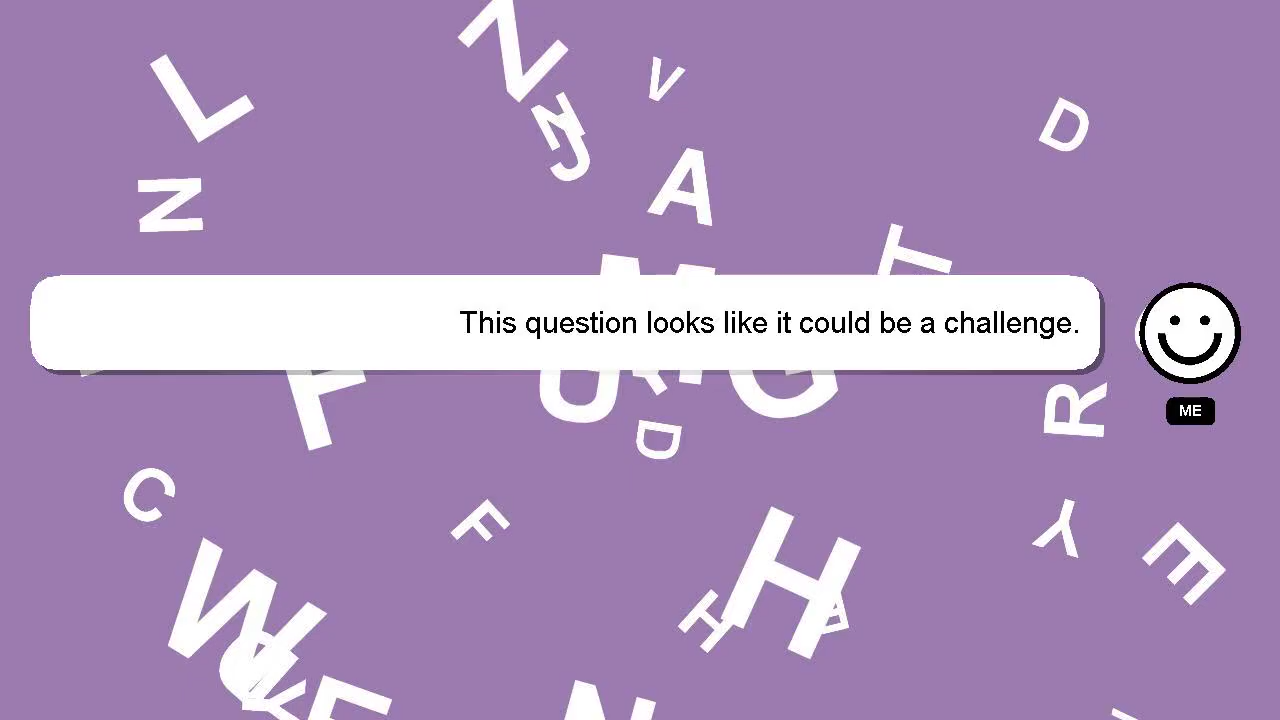 L
N
V
D
N
J
N
A
T
This question looks like it could be a challenge.
ME
F
U
G
R
D
C
F
Y
E
W
H
H
A
N